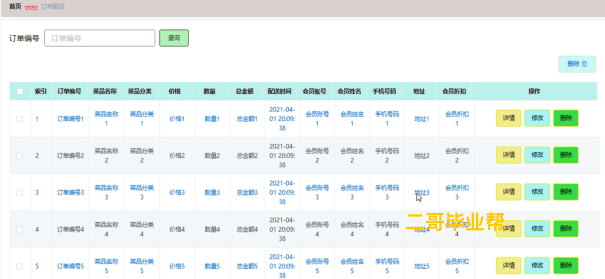 首页 订单配送
订单编号 订单编号 查询
删除
索引 订单编号 菜品名称 菜品分类 价格 数量 总金额 配送时间 会员账号 会员姓名 手机号码 地址 会员折扣 操作
1 订单编号1 菜品名称1 菜品分类1 价格1 数量1 总金额1 2021-04-01 20:09:38 会员账号1 会员姓名1 手机号码1 地址1 会员折扣1 详情 修改 删除
2 订单编号2 菜品名称2 菜品分类2 价格2 数量2 总金额2 2021-04-01 20:09:38 会员账号2 会员姓名2 手机号码2 地址2 会员折扣2 详情 修改 删除
3 订单编号3 菜品名称3 菜品分类3 价格3 数量3 总金额3 2021-04-01 20:09:38 会员账号3 会员姓名3 手机号码3 地址3 会员折扣3 详情 修改 删除
二哥毕业帮
4 订单编号4 菜品名称4 菜品分类4 价格4 数量4 总金额4 2021-04-01 20:09:38 会员账号4 会员姓名4 手机号码4 地址4 会员折扣4 详情 修改 删除
5 订单编号5 菜品名称5 菜品分类5 价格5 数量5 总金额5 2021-04-01 20:09:38 会员账号5 会员姓名5 手机号码5 地址5 会员折扣5 详情 修改 删除